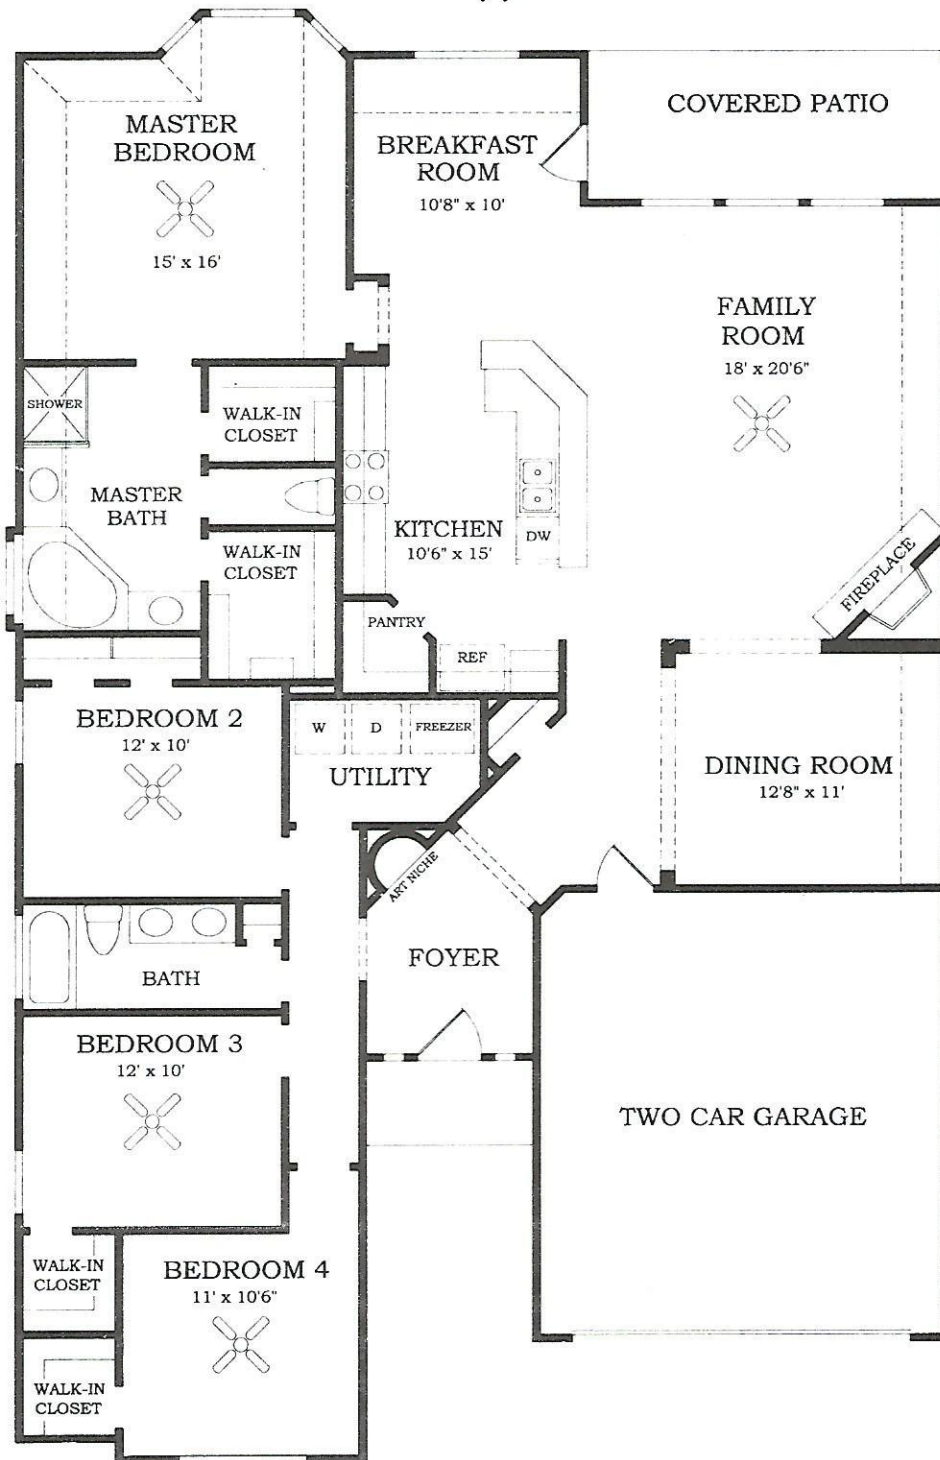 COVERED PATIO
MASTER
BEDROOM
15' x 16'
BREAKFAST
ROOM
10'8" x 10'
FAMILY
ROOM
18' x 20'6"
SHOWER
WALK-IN
CLOSET
MASTER
BATH
WALK-IN
CLOSET
KITCHEN
10'6" x 15'
DW
FIREPLACE
PANTRY
REF
BEDROOM 2
12' x 10'
W
D
FREEZER
UTILITY
DINING ROOM
12'8" x 11'
ART NICHE
FOYER
BATH
BEDROOM 3
12' x 10'
TWO CAR GARAGE
WALK-IN
CLOSET
BEDROOM 4
11' x 10'6"
WALK-IN
CLOSET